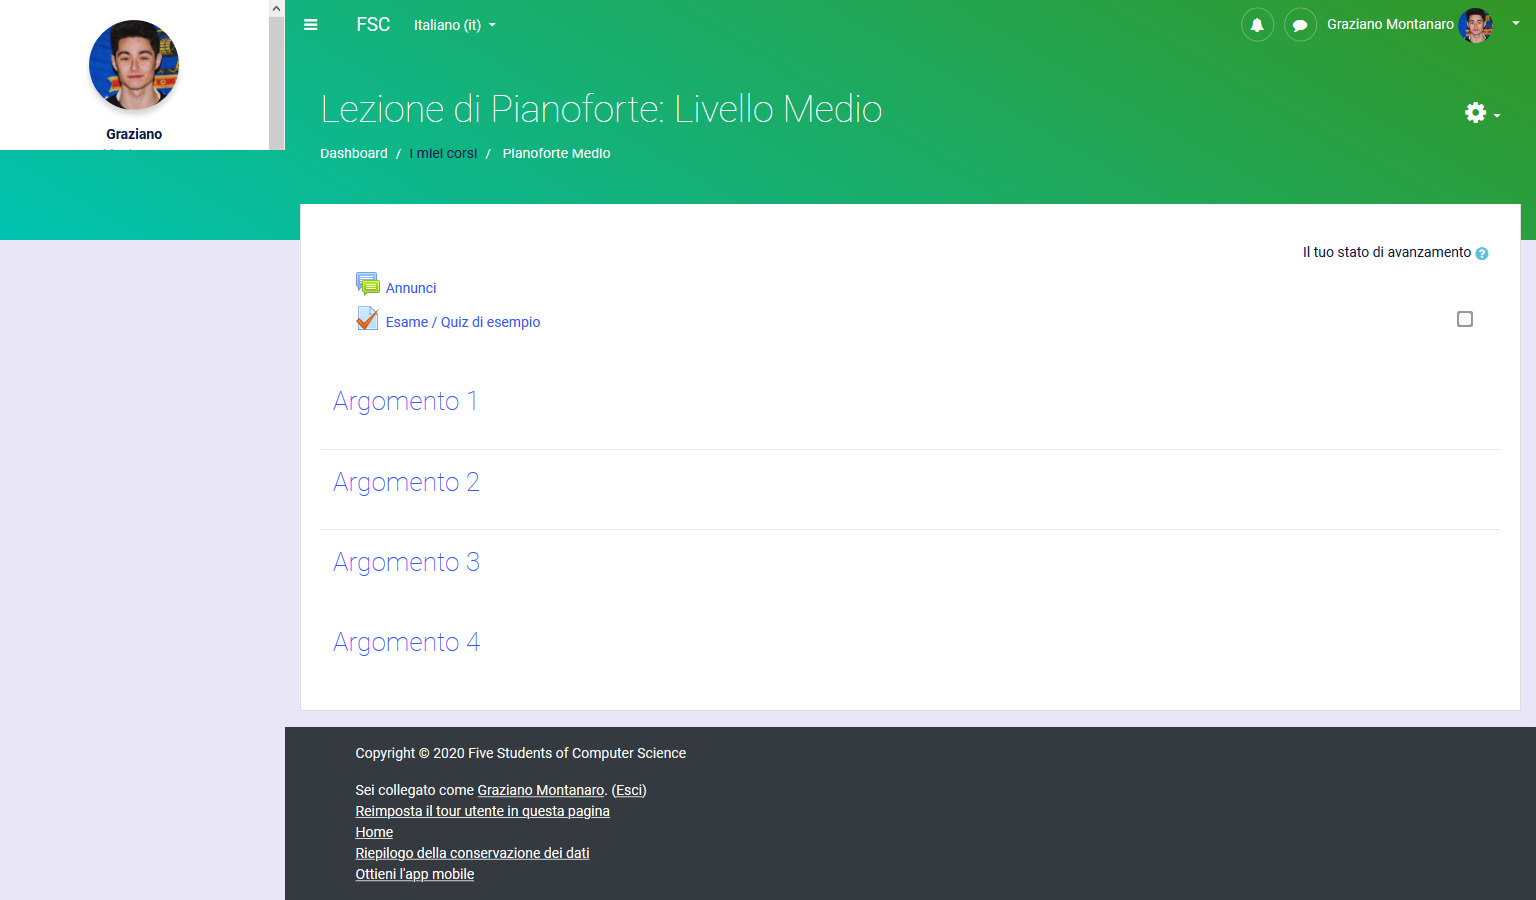 FSC
Italiano (it)
Graziano Montanaro
Graziano
Lezione di Pianoforte: Livello Medio
Dashboard / I miei corsi / Pianoforte Medio
Il tuo stato di avanzamento
Annunci
Esame / Quiz di esempio
Argomento 1
Argomento 2
Argomento 3
Argomento 4
Copyright © 2020 Five Students of Computer Science
Sei collegato come Graziano Montanaro. (Esci)
Reimposta il tour utente in questa pagina
Home
Riepilogo della conservazione dei dati
Ottieni l'app mobile